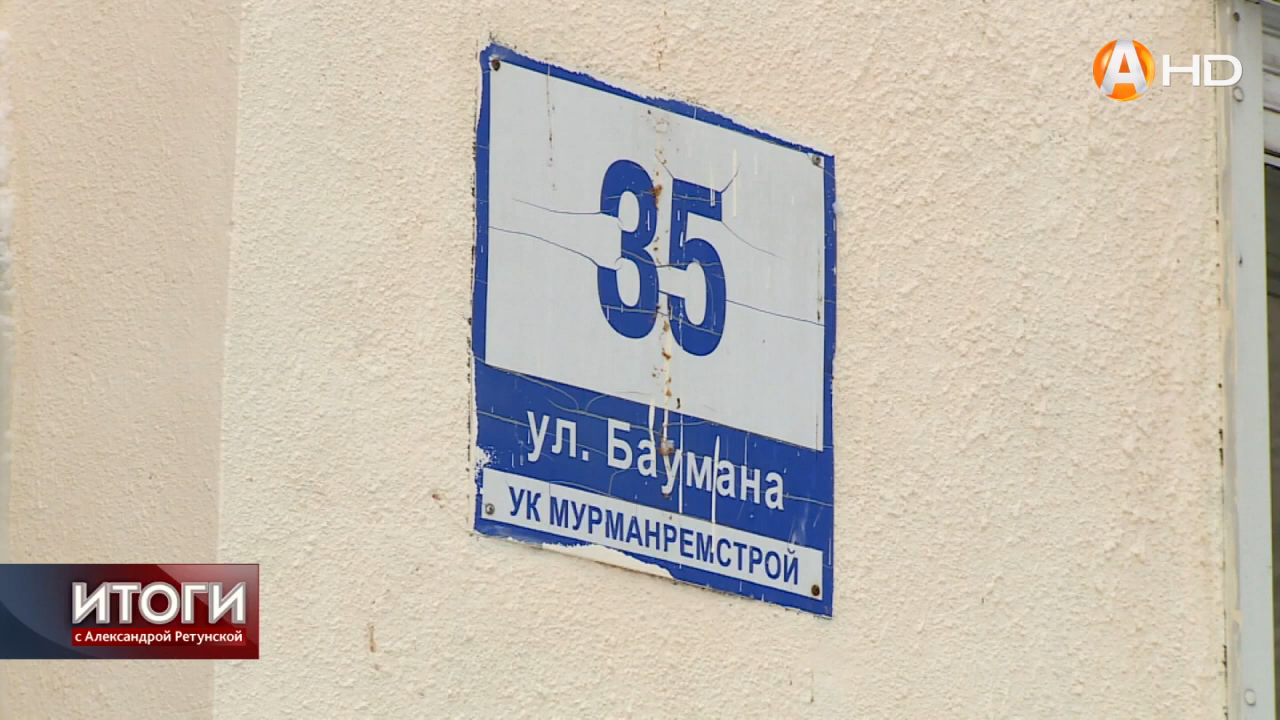 А HD
35
ул. Баумана
УК МУРМАНРЕМСТРОЙ
ИТОГИ
с Александрой Ретунской